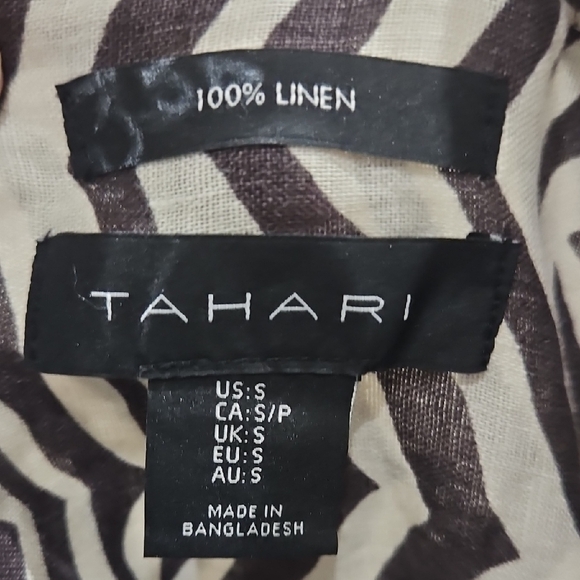 100% LINEN
TAHARI
US: S
CA: S/P
UK: S
EU: S
AU: S
MADE IN
BANGLADESH